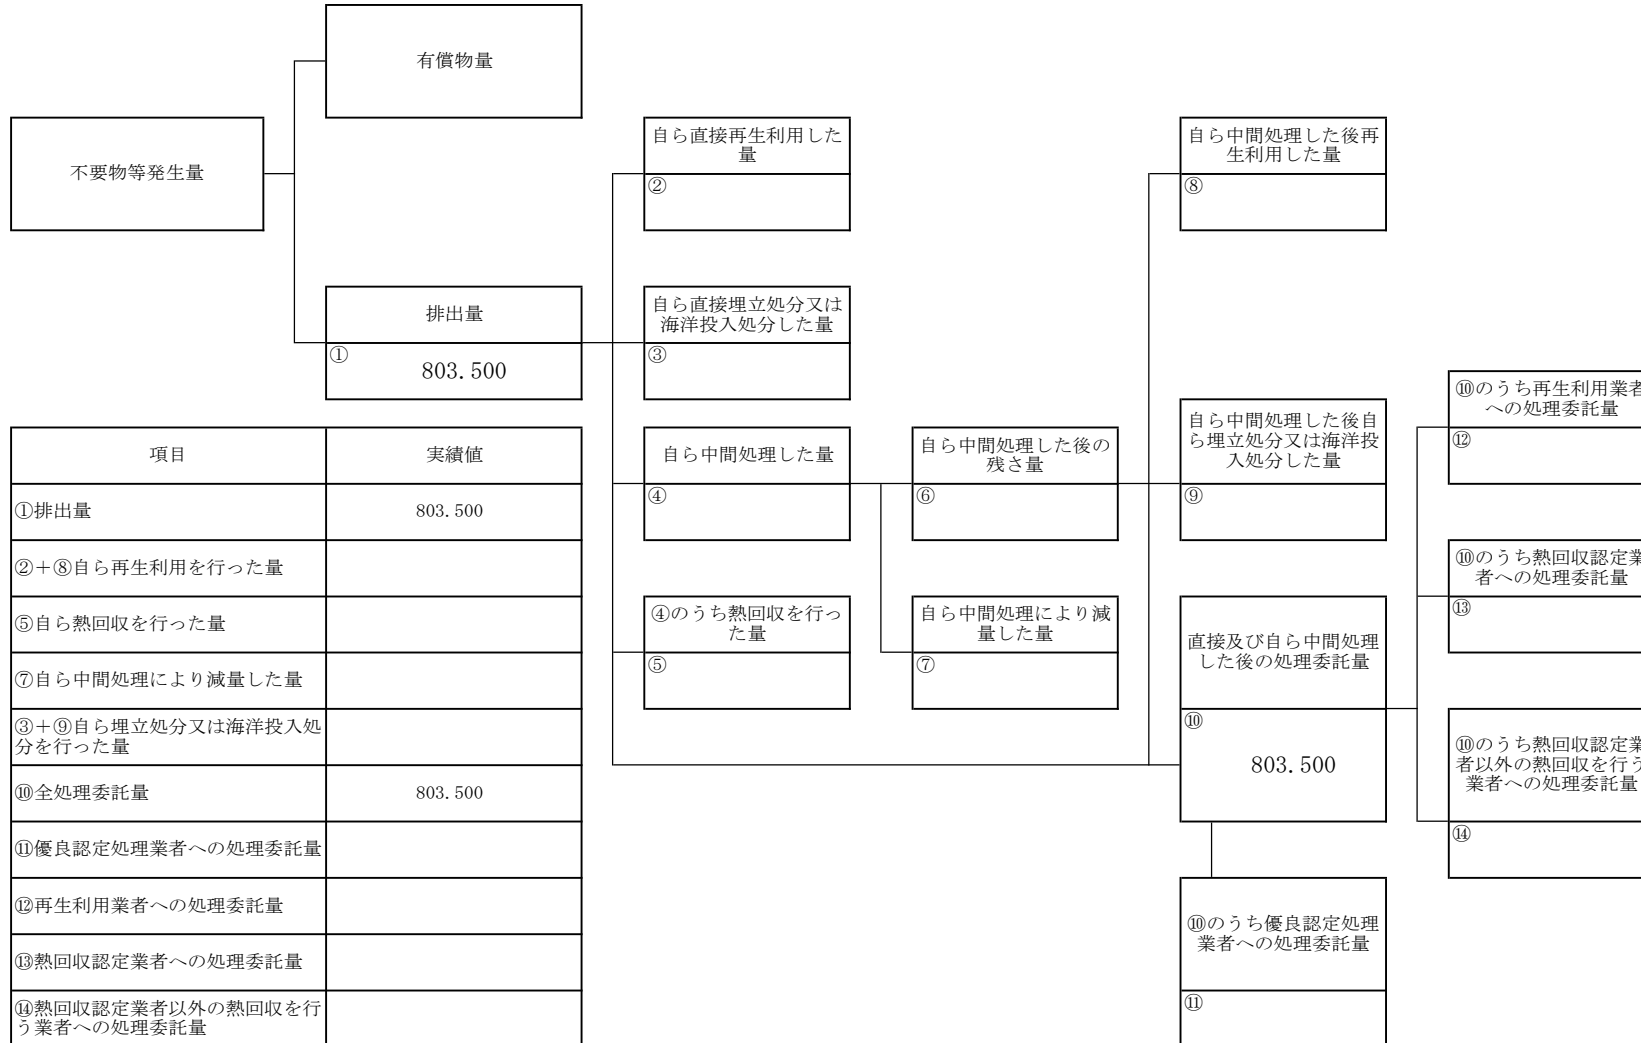 有償物量
不要物等発生量
自ら直接再生利用した
量
②
自ら中間処理した後再
生利用した量
⑧
排出量
①
803.500
自ら直接埋立処分又は
海洋投入処分した量
③
⑩のうち再生利用業者
への処理委託量
⑫
自ら中間処理した量
④
自ら中間処理した後の
残さ量
⑥
自ら中間処理した後自
ら埋立処分又は海洋投
入処分した量
⑨
⑩のうち熱回収認定業
者への処理委託量
⑬
④のうち熱回収を行っ
た量
⑤
自ら中間処理により減
量した量
⑦
直接及び自ら中間処理
した後の処理委託量
⑩
803.500
⑩のうち熱回収認定業
者以外の熱回収を行う
業者への処理委託量
⑭
⑩のうち優良認定処理
業者への処理委託量
⑪
項目 実績値
①排出量 803.500
②＋⑧自ら再生利用を行った量
⑤自ら熱回収を行った量
⑦自ら中間処理により減量した量
③＋⑨自ら埋立処分又は海洋投入処
分を行った量
⑩全処理委託量 803.500
⑪優良認定処理業者への処理委託量
⑫再生利用業者への処理委託量
⑬熱回収認定業者への処理委託量
⑭熱回収認定業者以外の熱回収を行
う業者への処理委託量